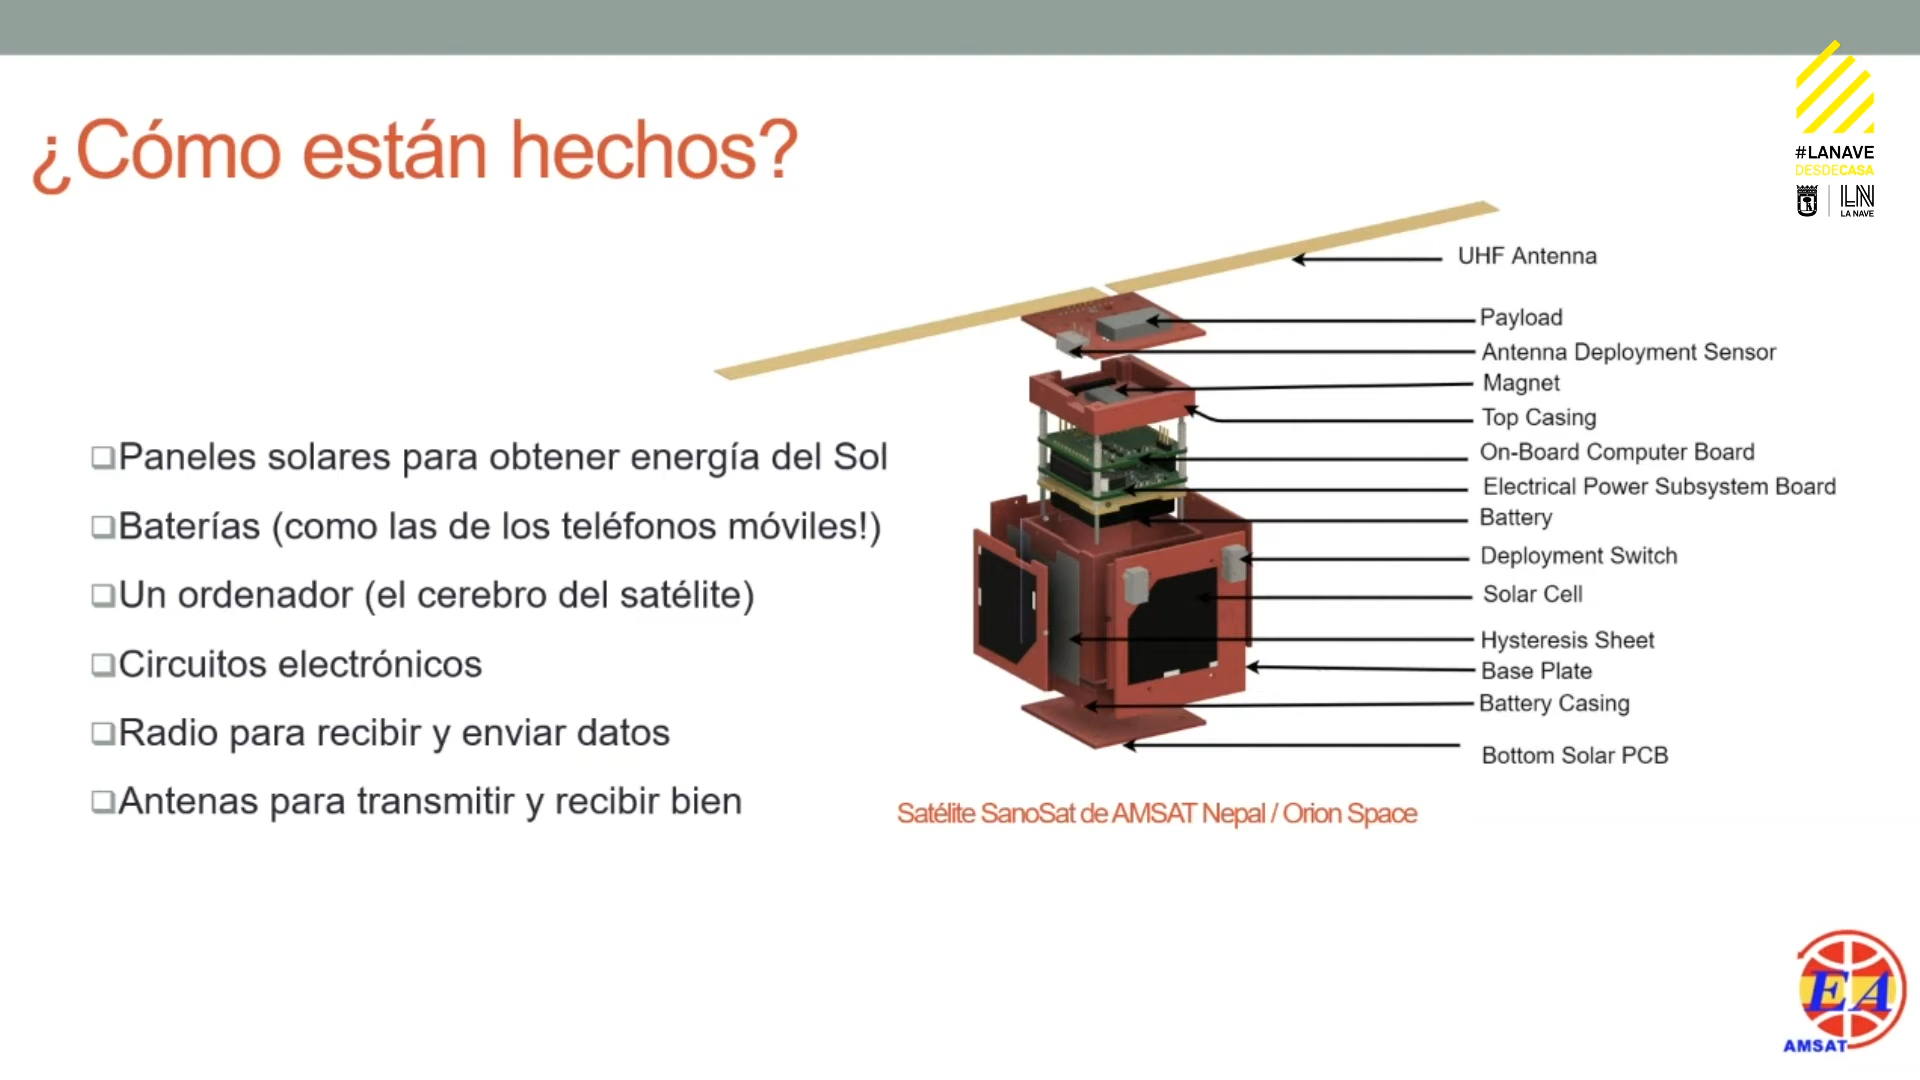 #LANAVE
DESDECASA
LN
LA NAVE
¿Cómo están hechos?
UHF Antenna
Payload
Antenna Deployment Sensor
Magnet
Top Casing
On-Board Computer Board
Electrical Power Subsystem Board
Battery
Deployment Switch
Solar Cell
Hysteresis Sheet
Base Plate
Battery Casing
Bottom Solar PCB
Paneles solares para obtener energía del Sol
Baterías (como las de los teléfonos móviles!)
Un ordenador (el cerebro del satélite)
Circuitos electrónicos
Radio para recibir y enviar datos
Antenas para transmitir y recibir bien
Satélite SanoSat de AMSAT Nepal / Orion Space
EA
AMSAT